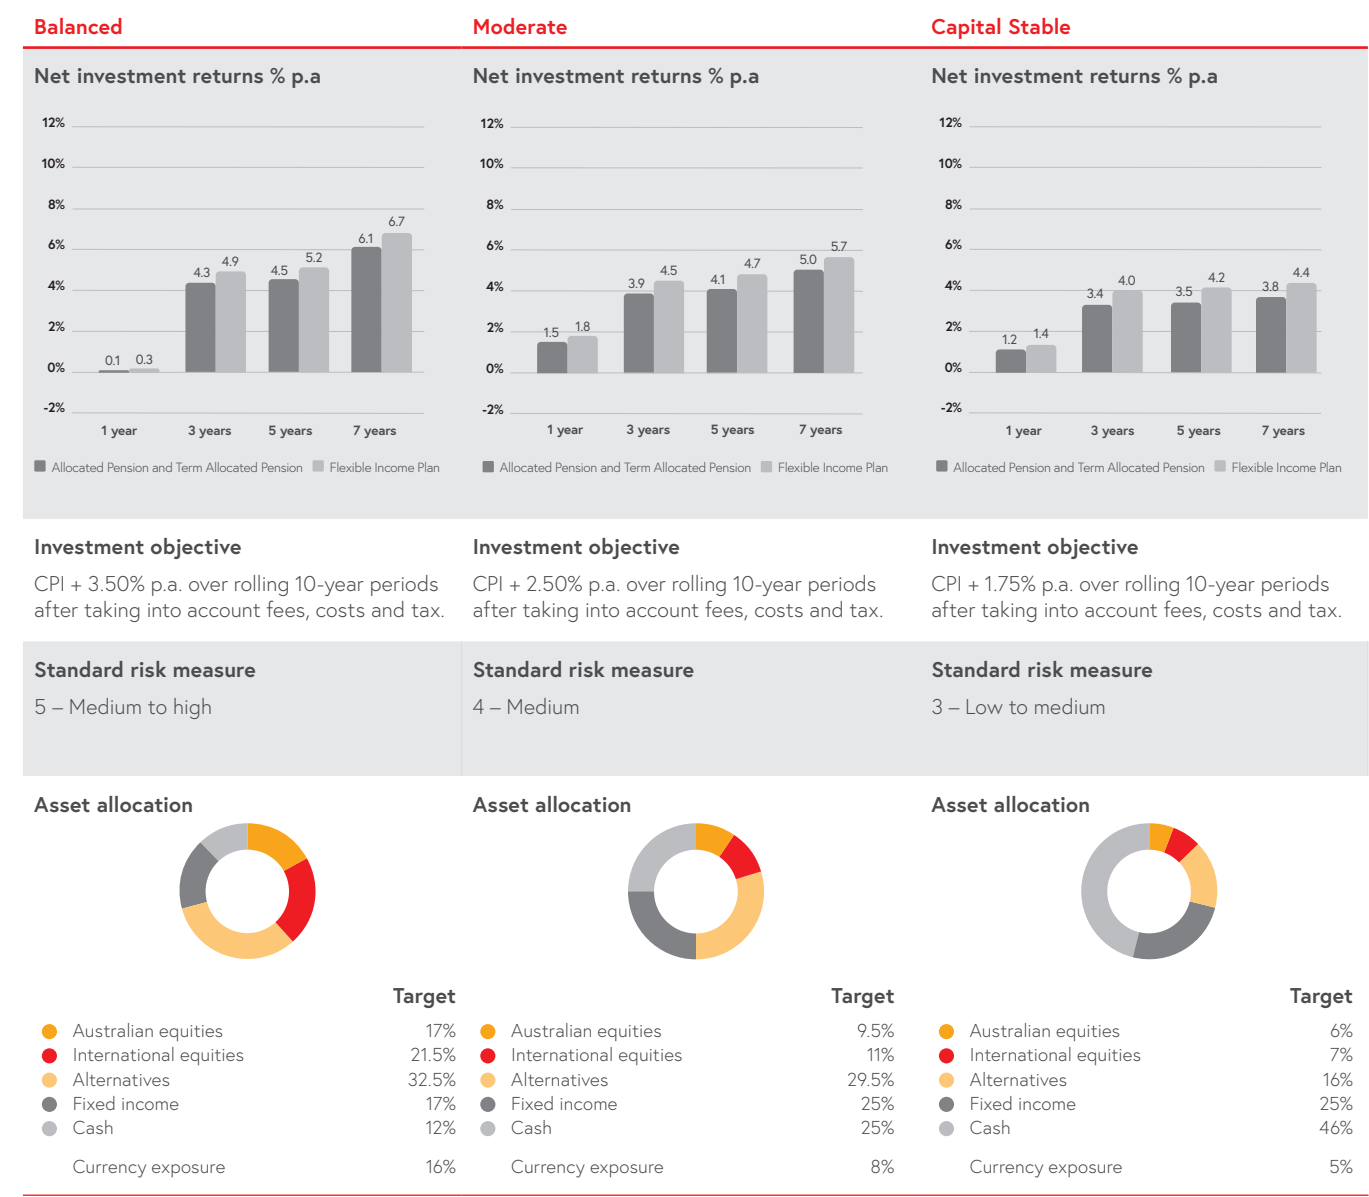 Balanced
Net investment returns % p.a
12%
10%
8%
6%
4%
2%
0%
-2%
0.1
0.3
4.3
4.9
4.5
5.2
6.1
6.7
1 year
3 years
5 years
7 years
Allocated Pension and Term Allocated Pension
Flexible Income Plan
Investment objective
CPI + 3.50% p.a. over rolling 10-year periods
after taking into account fees, costs and tax.
Standard risk measure
5 – Medium to high
Asset allocation
Target
Australian equities 17%
International equities 21.5%
Alternatives 32.5%
Fixed income 17%
Cash 12%
Currency exposure 16%
Moderate
Net investment returns % p.a
12%
10%
8%
6%
4%
2%
0%
-2%
1.5
1.8
3.9
4.5
4.1
4.7
5.0
5.7
1 year
3 years
5 years
7 years
Allocated Pension and Term Allocated Pension
Flexible Income Plan
Investment objective
CPI + 2.50% p.a. over rolling 10-year periods
after taking into account fees, costs and tax.
Standard risk measure
4 – Medium
Asset allocation
Target
Australian equities 9.5%
International equities 11%
Alternatives 29.5%
Fixed income 25%
Cash 25%
Currency exposure 8%
Capital Stable
Net investment returns % p.a
12%
10%
8%
6%
4%
2%
0%
-2%
1.2
1.4
3.4
4.0
3.5
4.2
3.8
4.4
1 year
3 years
5 years
7 years
Allocated Pension and Term Allocated Pension
Flexible Income Plan
Investment objective
CPI + 1.75% p.a. over rolling 10-year periods
after taking into account fees, costs and tax.
Standard risk measure
3 – Low to medium
Asset allocation
Target
Australian equities 6%
International equities 7%
Alternatives 16%
Fixed income 25%
Cash 46%
Currency exposure 5%